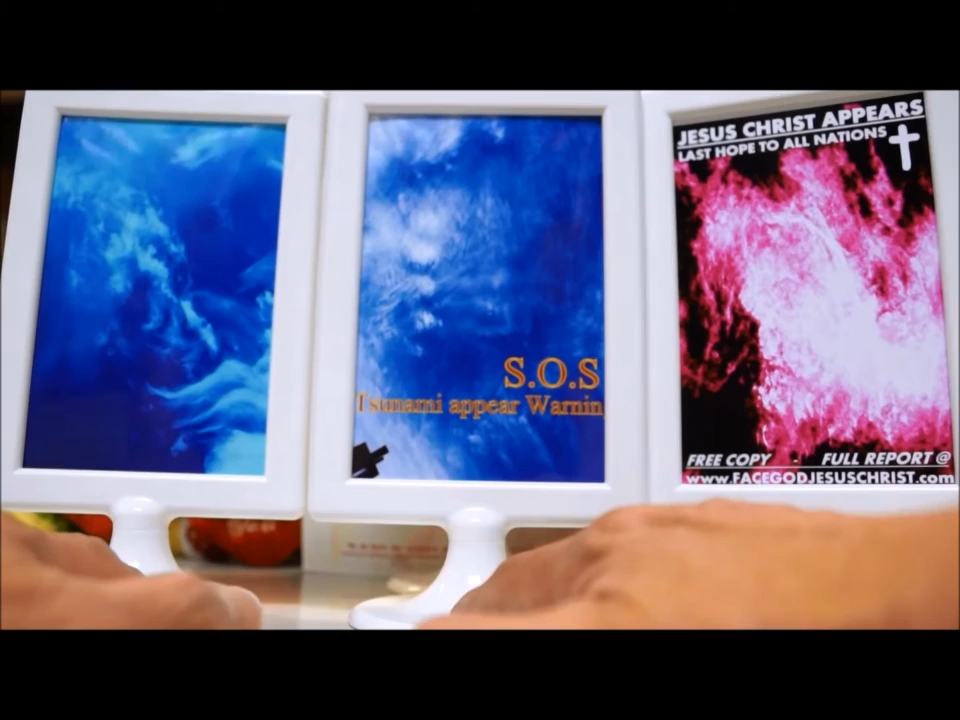 S.O.S
Tsunami appear Warnin
JESUS CHRIST APPEARS
LAST HOPE TO ALL NATIONS
FREE COPY - FULL REPORT @
www.FACEGODJESUSCHRIST.com